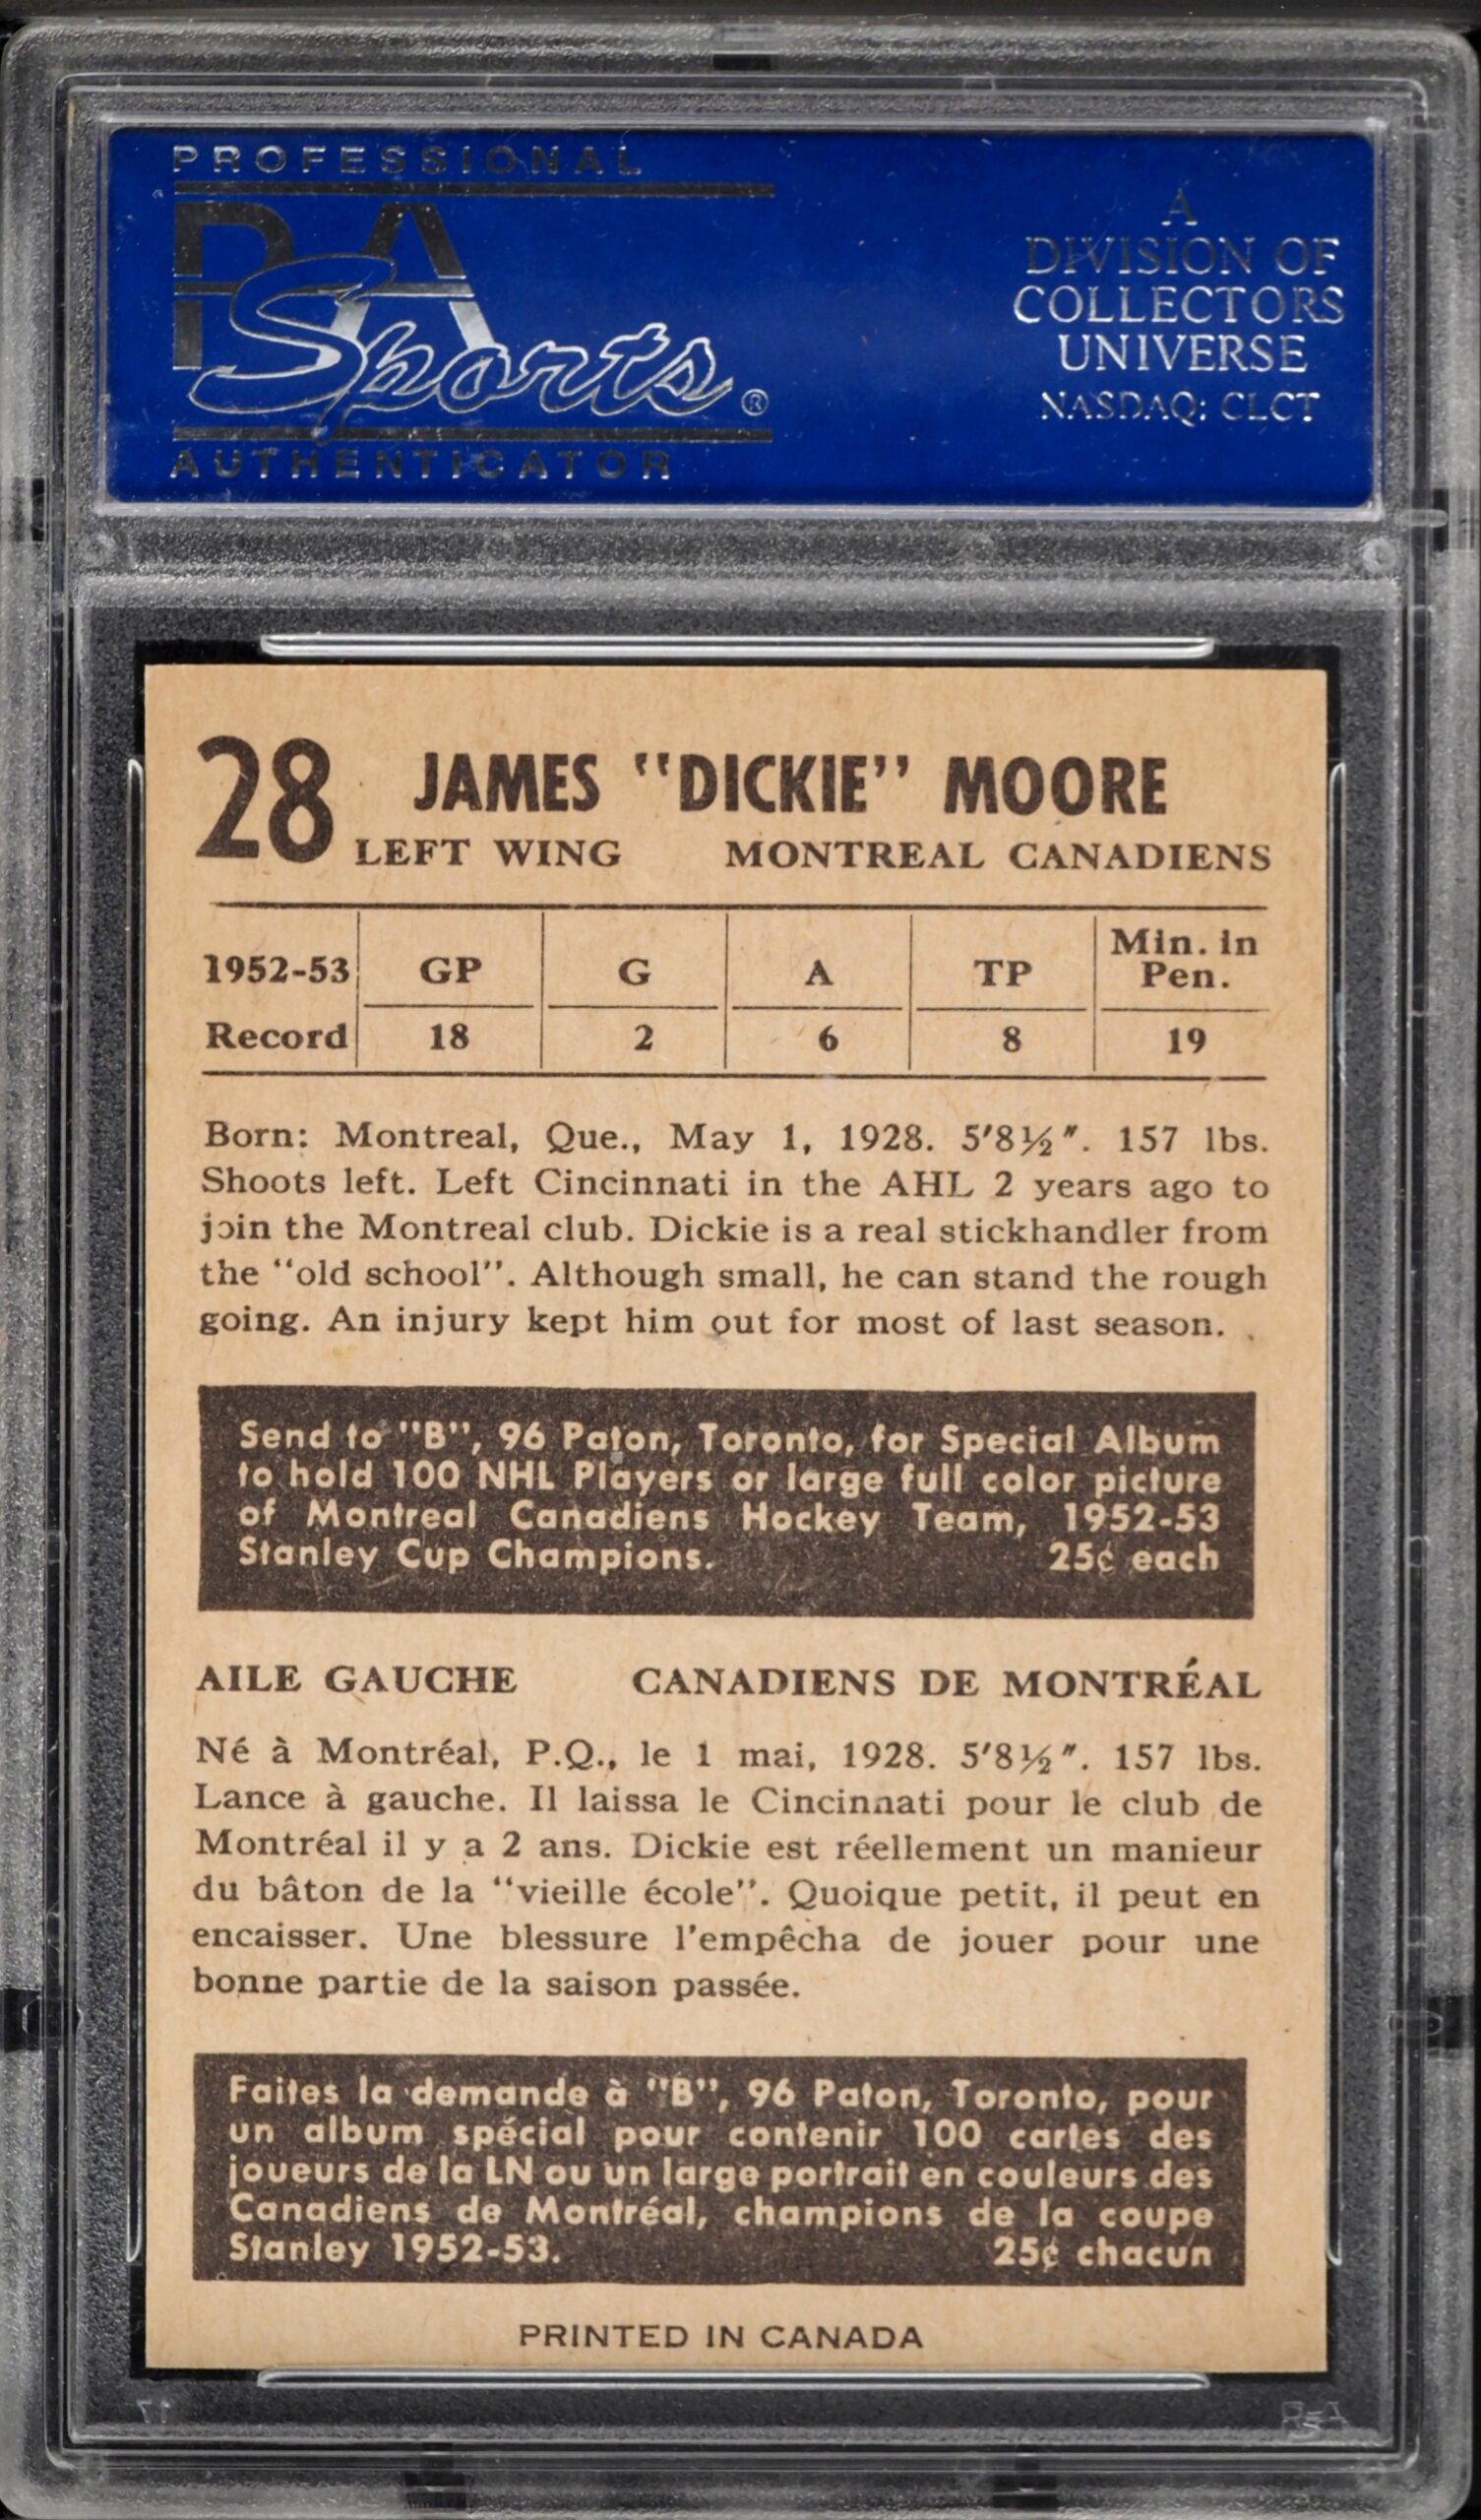 PROFESSIONAL
PSA
Sports®
AUTHENTICATOR
A
DIVISION OF
COLLECTORS
UNIVERSE
NASDAQ: CLCT
28 JAMES "DICKIE" MOORE
LEFT WING MONTREAL CANADIENS
1952-53 GP G A TP Min. in Pen.
Record 18 2 6 8 19
Born: Montreal, Que., May 1, 1928. 5'8½". 157 lbs.
Shoots left. Left Cincinnati in the AHL 2 years ago to
join the Montreal club. Dickie is a real stickhandler from
the "old school". Although small, he can stand the rough
going. An injury kept him out for most of last season.
Send to "B", 96 Paton, Toronto, for Special Album
to hold 100 NHL Players or large full color picture
of Montreal Canadiens Hockey Team, 1952-53
Stanley Cup Champions. 25¢ each
AILE GAUCHE CANADIENS DE MONTRÉAL
Né à Montréal, P.Q., le 1 mai, 1928. 5'8½". 157 lbs.
Lance à gauche. Il laissa le Cincinnati pour le club de
Montréal il y a 2 ans. Dickie est réellement un manieur
du bâton de la "vieille école". Quoique petit, il peut en
encaisser. Une blessure l'empêcha de jouer pour une
bonne partie de la saison passée.
Faites la demande à "B", 96 Paton, Toronto, pour
un album spécial pour contenir 100 cartes des
joueurs de la LN ou un large portrait en couleurs des
Canadiens de Montréal, champions de la coupe
Stanley 1952-53. 25¢ chacun
PRINTED IN CANADA